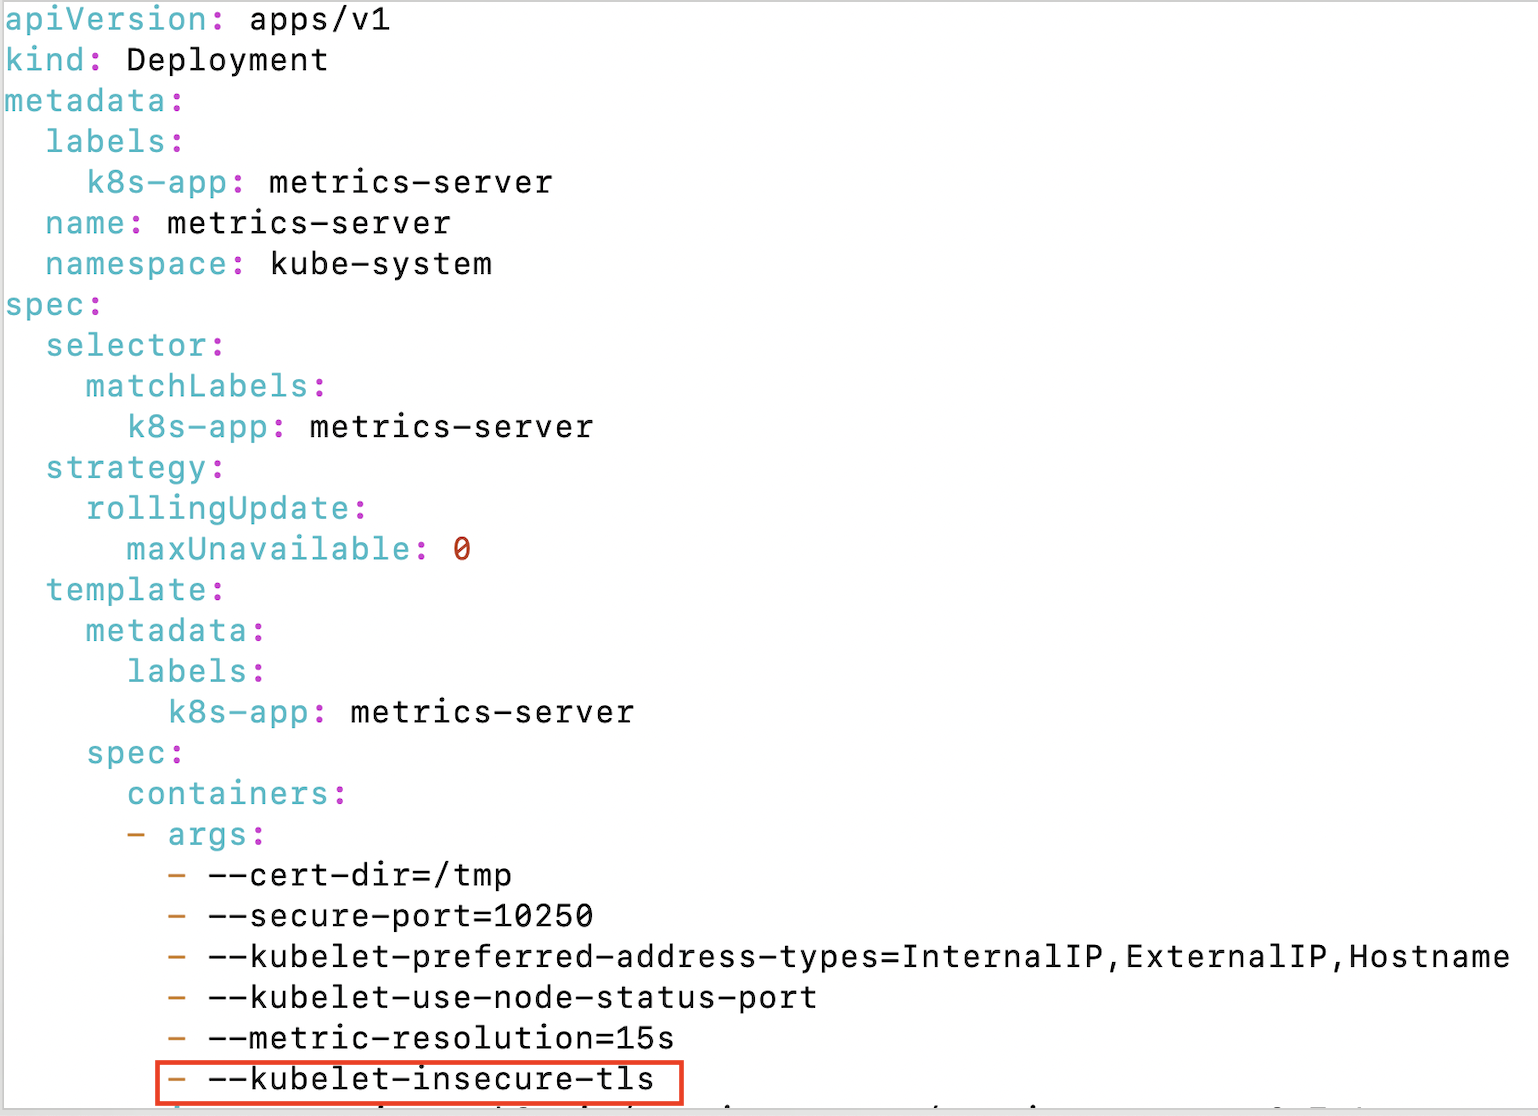 apiVersion: apps/v1
kind: Deployment
metadata:
  labels:
    k8s-app: metrics-server
  name: metrics-server
  namespace: kube-system
spec:
  selector:
    matchLabels:
      k8s-app: metrics-server
  strategy:
    rollingUpdate:
      maxUnavailable: 0
  template:
    metadata:
      labels:
        k8s-app: metrics-server
    spec:
      containers:
      - args:
        - --cert-dir=/tmp
        - --secure-port=10250
        - --kubelet-preferred-address-types=InternalIP,ExternalIP,Hostname
        - --kubelet-use-node-status-port
        - --metric-resolution=15s
        - --kubelet-insecure-tls